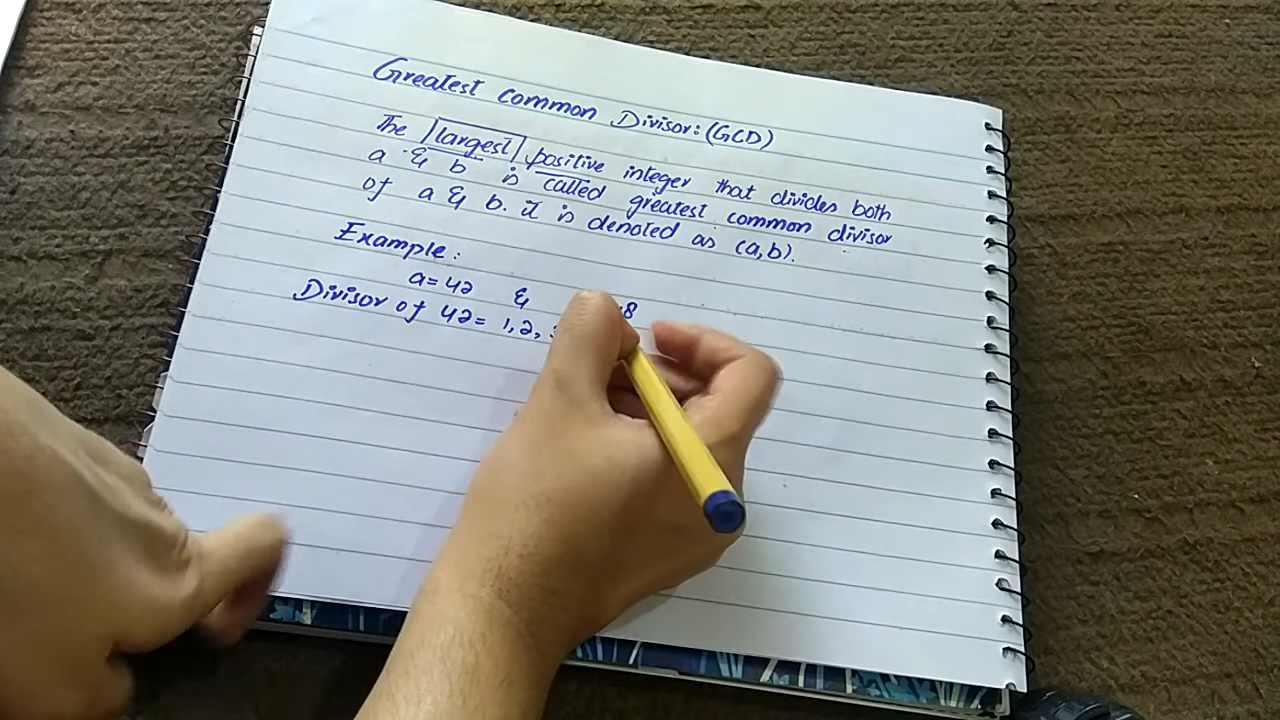 Greatest Common Divisor: (GCD)
The largest positive integer that divides both
a & b is called greatest common divisor
of a & b. it is denoted as (a,b).
Example:
a=42 & 8
Divisor of 42= 1,2,